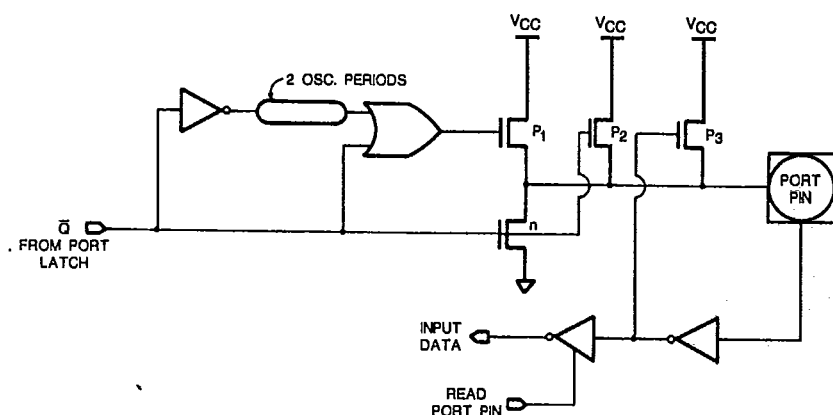 VCC
VCC
VCC
2 OSC. PERIODS
P1
P2
P3
PORT
PIN
Q̅
FROM PORT
LATCH
n
INPUT
DATA
READ
PORT PIN